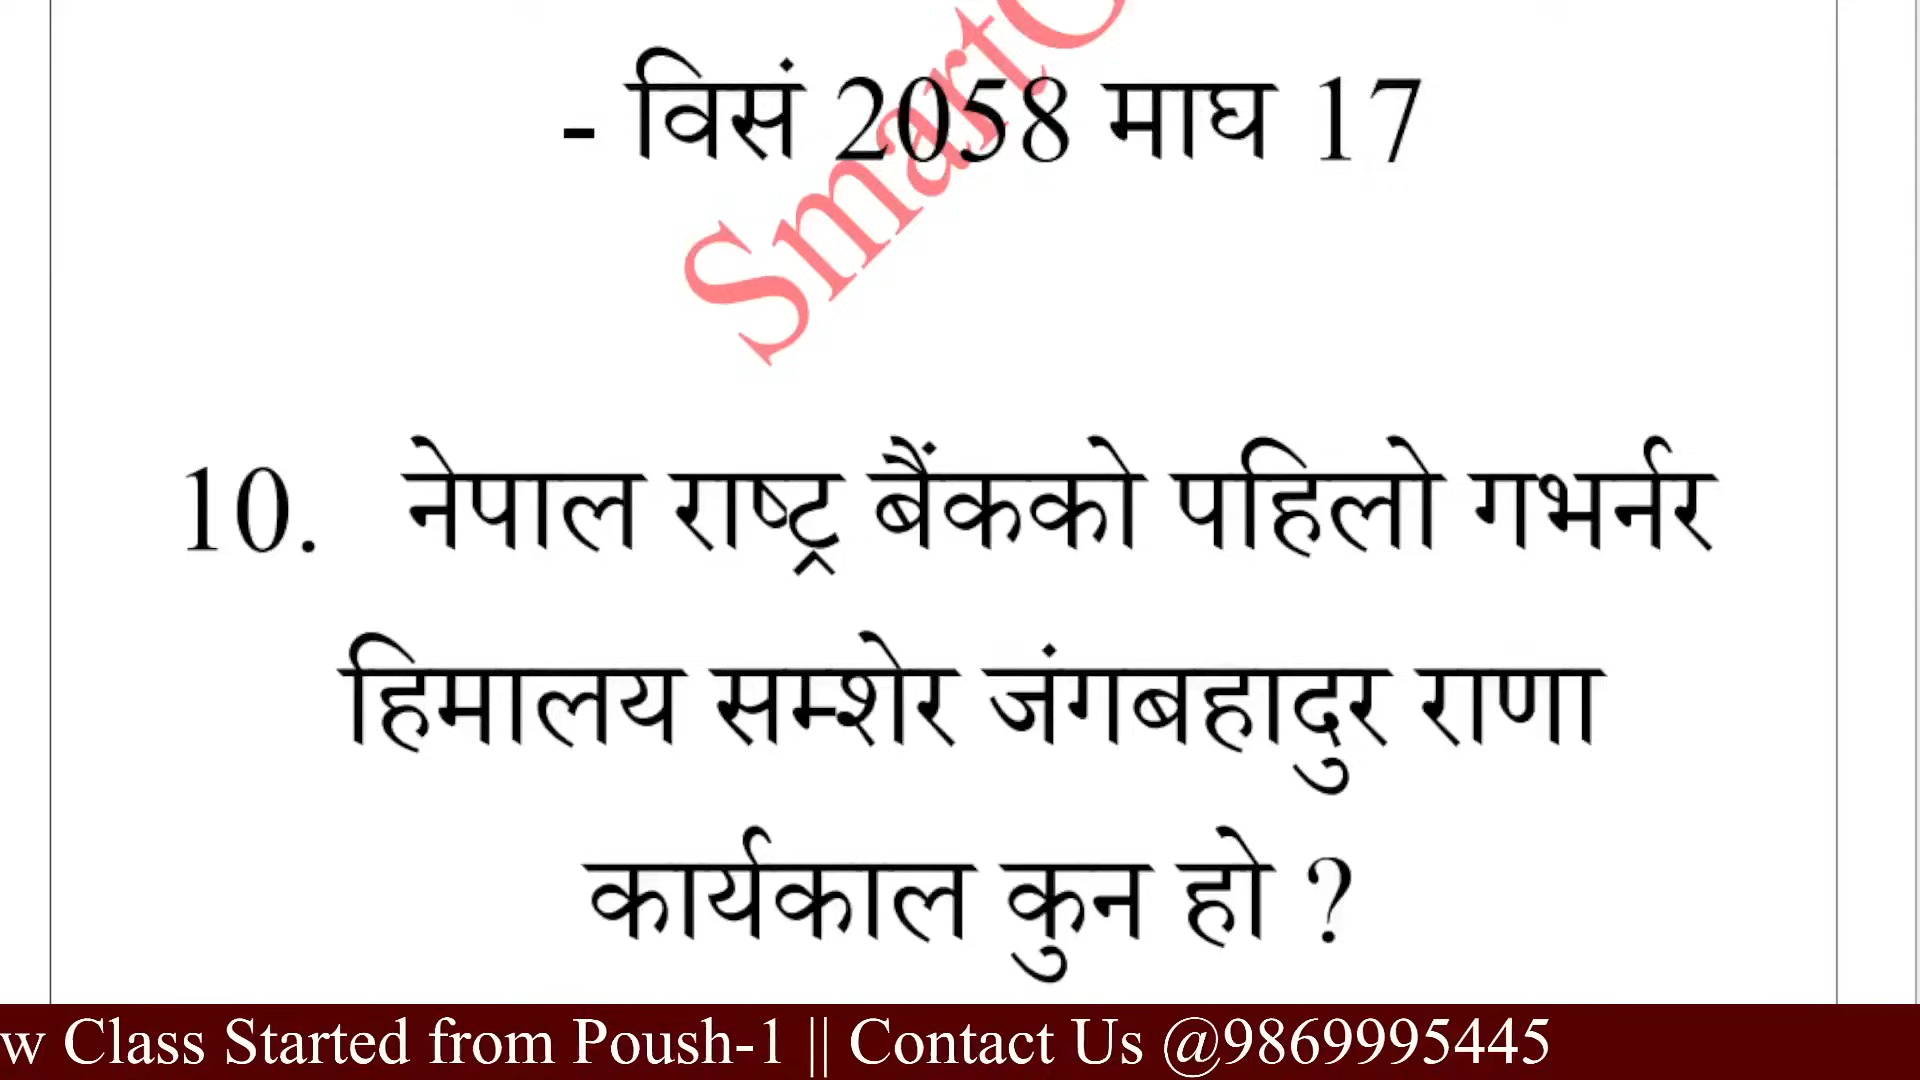 - विसं 2058 माघ 17
Smart
10. नेपाल राष्ट्र बैंकको पहिलो गभर्नर
हिमालय सम्शेर जंगबहादुर राणा
कार्यकाल कुन हो ?
w Class Started from Poush-1 || Contact Us @9869995445